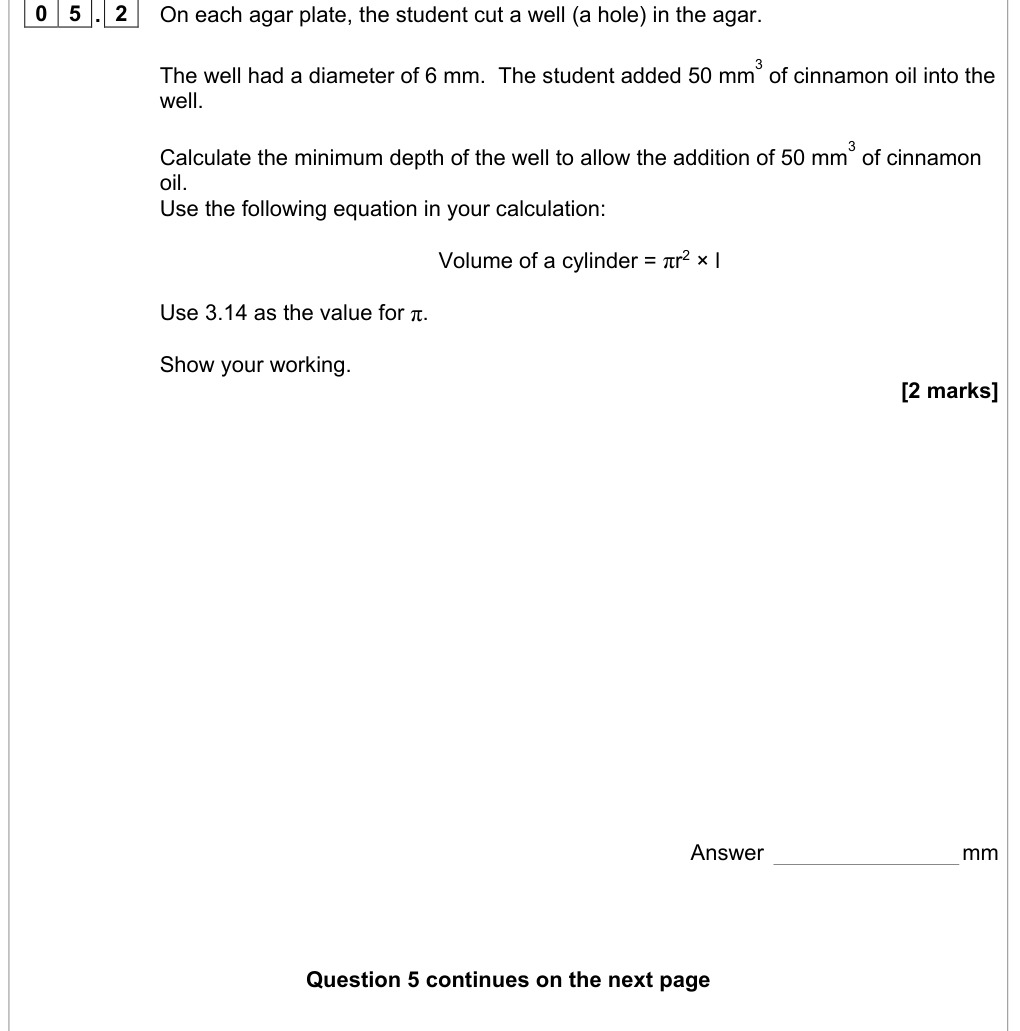 0 5 . 2 On each agar plate, the student cut a well (a hole) in the agar.
The well had a diameter of 6 mm. The student added 50 mm³ of cinnamon oil into the
well.
Calculate the minimum depth of the well to allow the addition of 50 mm³ of cinnamon
oil.
Use the following equation in your calculation:
Volume of a cylinder = πr² × l
Use 3.14 as the value for π.
Show your working.
[2 marks]
Answer ________________ mm
Question 5 continues on the next page